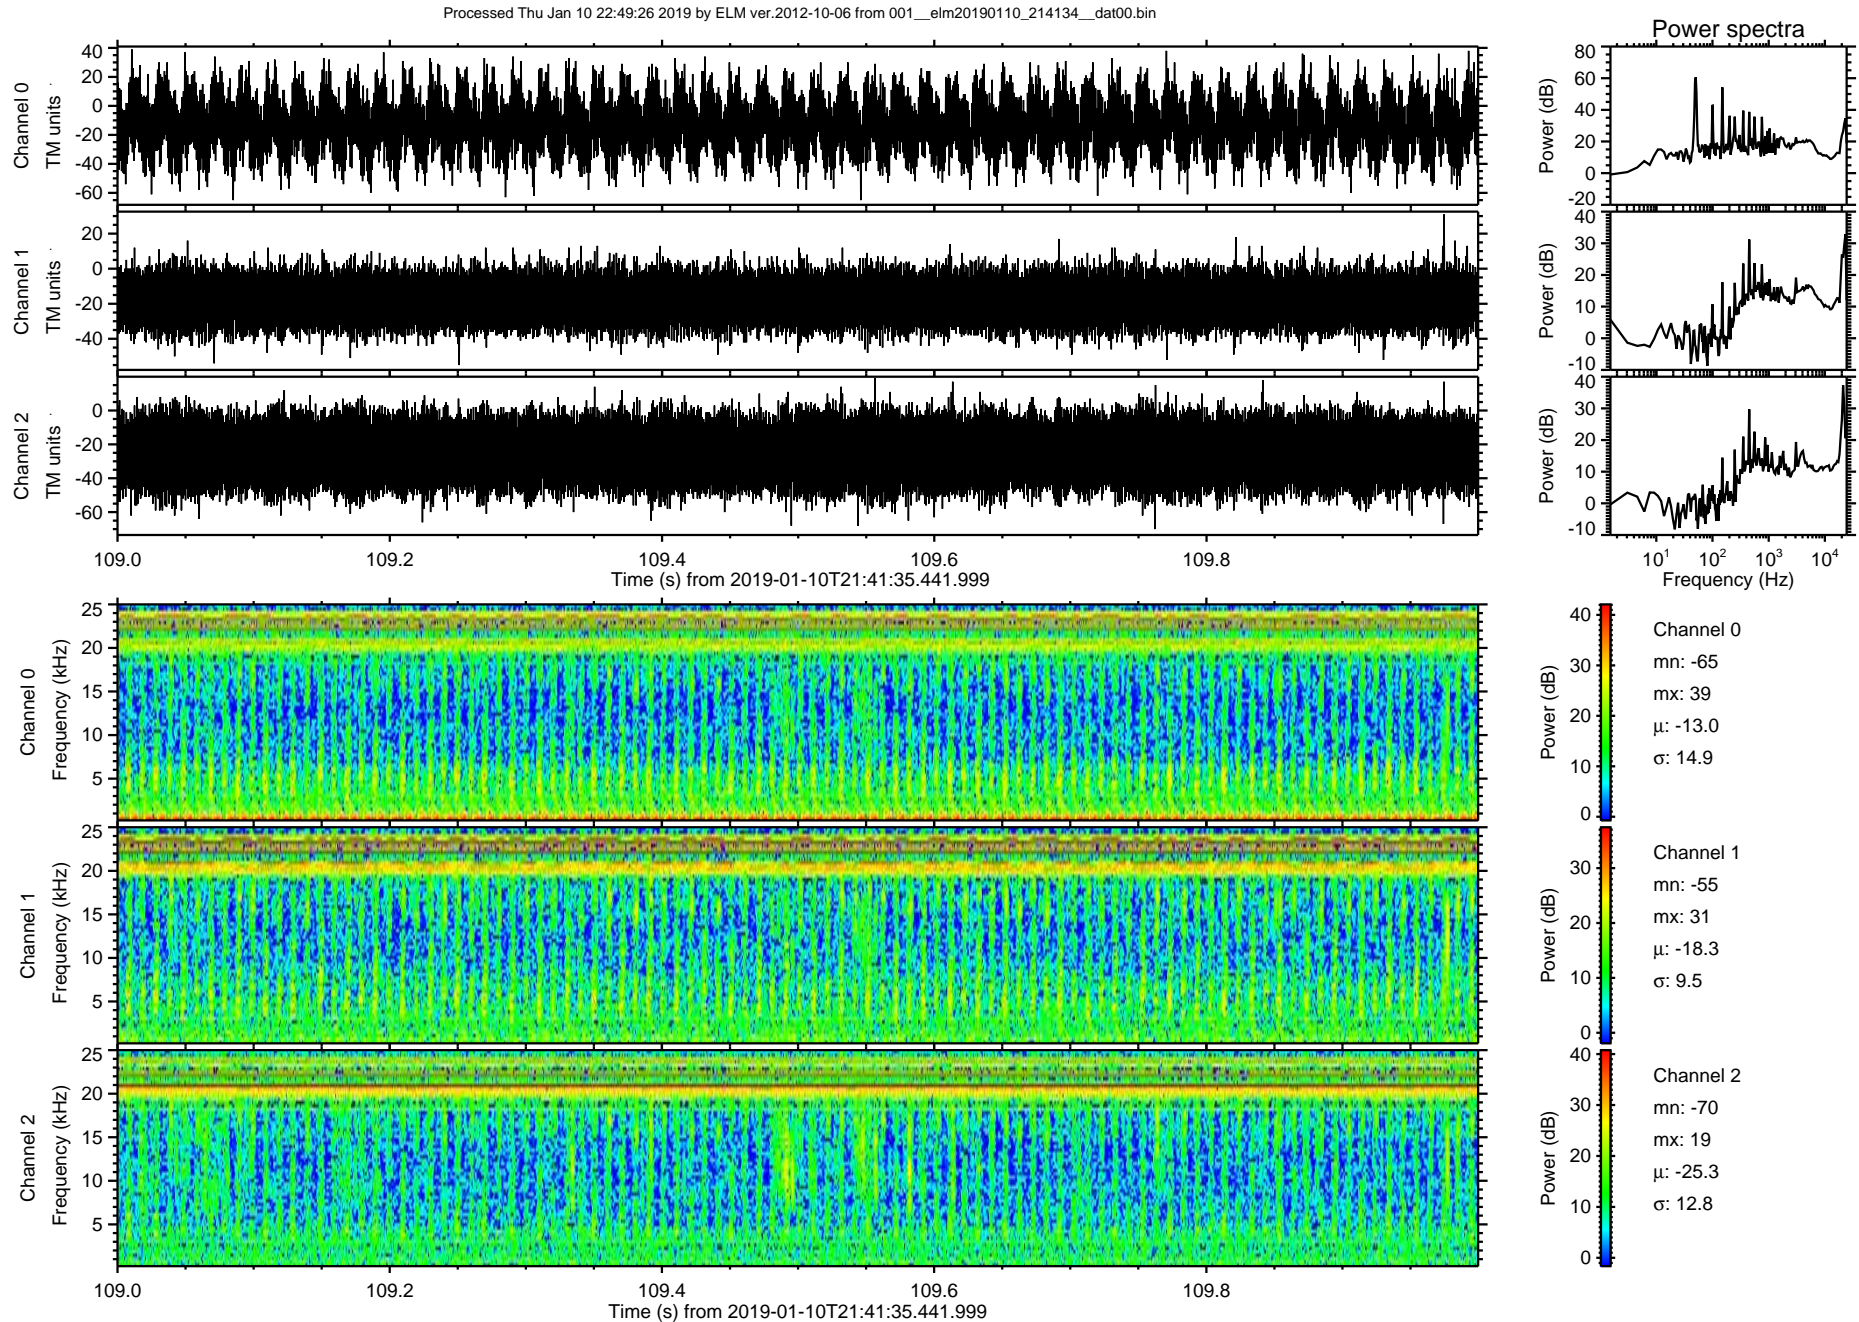 Processed Thu Jan 10 22:49:26 2019 by ELM ver.2012-10-06 from 001__elm20190110_214134__dat00.bin
Power spectra
Channel 0
TM units
40
20
0
-20
-40
-60
Power (dB)
80
60
40
20
0
-20
Channel 1
TM units
20
0
-20
-40
Power (dB)
40
30
20
10
0
-10
Channel 2
TM units
0
-20
-40
-60
Power (dB)
40
30
20
10
0
-10
109.0 109.2 109.4 109.6 109.8
Time (s) from 2019-01-10T21:41:35.441.999
10^1 10^2 10^3 10^4
Frequency (Hz)
Channel 0
Frequency (kHz)
25
20
15
10
5
Power (dB)
40
30
20
10
0
Channel 0
mn: -65
mx: 39
μ: -13.0
σ: 14.9
Channel 1
Frequency (kHz)
25
20
15
10
5
Power (dB)
30
20
10
0
Channel 1
mn: -55
mx: 31
μ: -18.3
σ: 9.5
Channel 2
Frequency (kHz)
25
20
15
10
5
Power (dB)
40
30
20
10
0
Channel 2
mn: -70
mx: 19
μ: -25.3
σ: 12.8
109.0 109.2 109.4 109.6 109.8
Time (s) from 2019-01-10T21:41:35.441.999